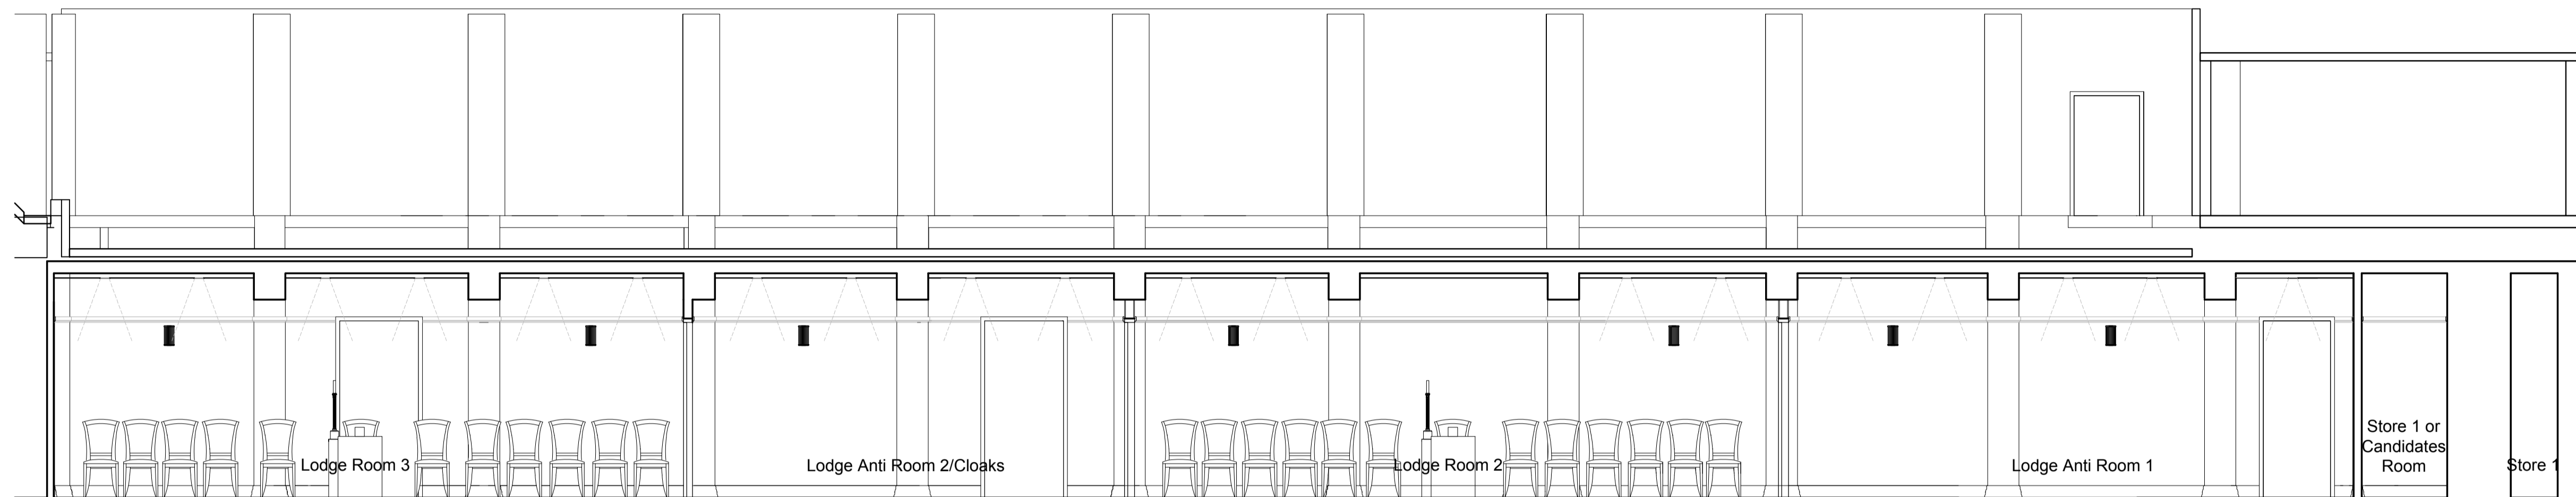 Lodge Room 3
Lodge Anti Room 2/Cloaks
Lodge Room 2
Lodge Anti Room 1
Store 1 or
Candidates
Room
Store 1